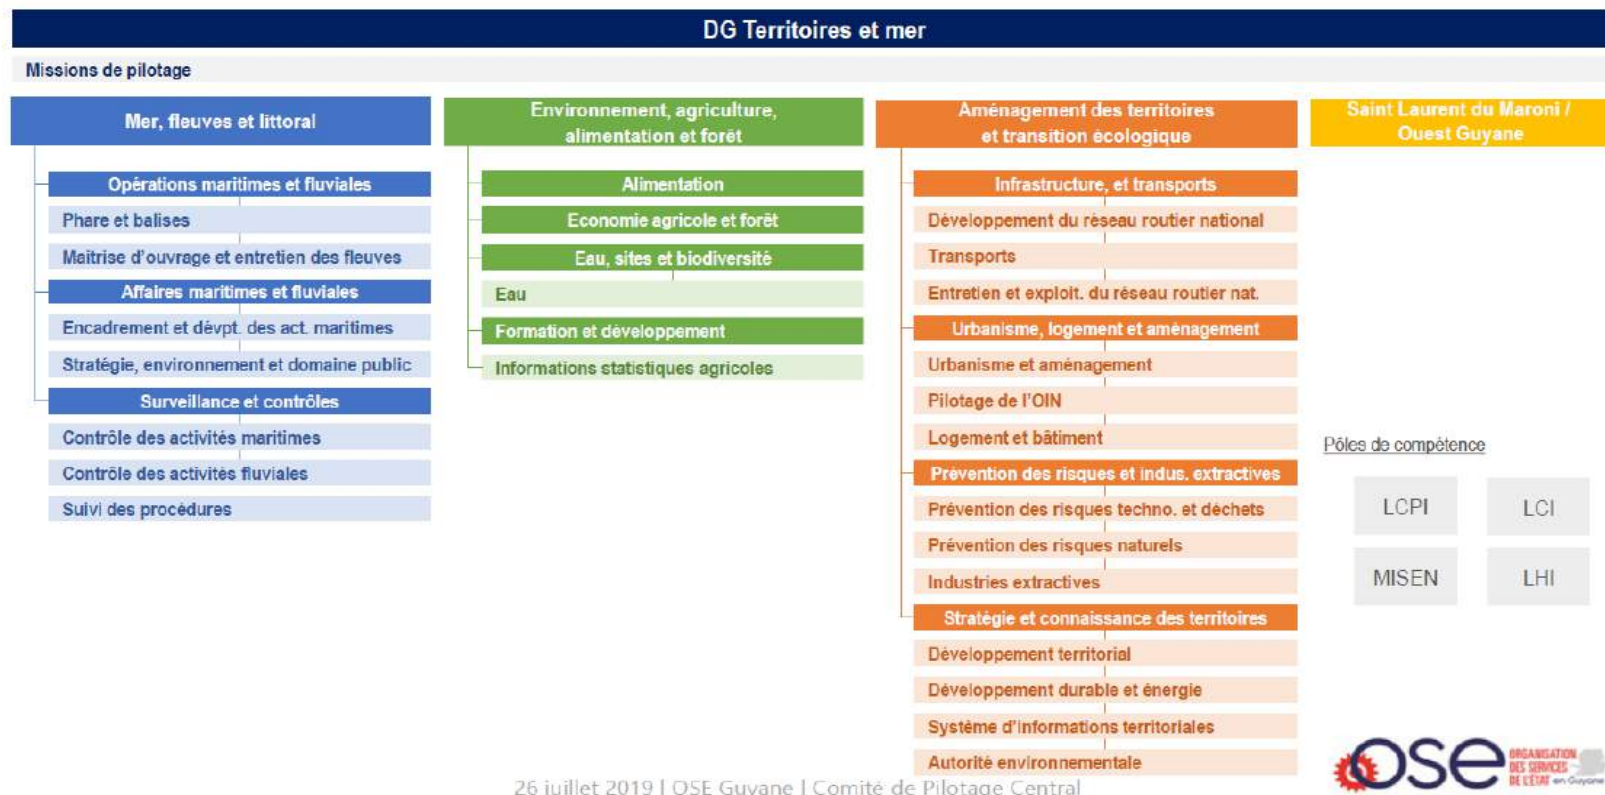 DG Territoires et mer
Missions de pilotage
Mer, fleuves et littoral
Opérations maritimes et fluviales
Phare et balises
Maîtrise d'ouvrage et entretien des fleuves
Affaires maritimes et fluviales
Encadrement et dévpt. des act. maritimes
Stratégie, environnement et domaine public
Surveillance et contrôles
Contrôle des activités maritimes
Contrôle des activités fluviales
Suivi des procédures
Environnement, agriculture,
alimentation et forêt
Alimentation
Economie agricole et forêt
Eau, sites et biodiversité
Eau
Formation et développement
Informations statistiques agricoles
Aménagement des territoires
et transition écologique
Infrastructure, et transports
Développement du réseau routier national
Transports
Entretien et exploit. du réseau routier nat.
Urbanisme, logement et aménagement
Urbanisme et aménagement
Pilotage de l'OIN
Logement et bâtiment
Prévention des risques et indus. extractives
Prévention des risques techno. et déchets
Prévention des risques naturels
Industries extractives
Stratégie et connaissance des territoires
Développement territorial
Développement durable et énergie
Système d'informations territoriales
Autorité environnementale
Saint Laurent du Maroni /
Ouest Guyane
Pôles de compétence
LCPI
LCI
MISEN
LHI
26 juillet 2019 | OSE Guyane | Comité de Pilotage Central
OSE
ORGANISATION
DES SERVICES
DE L'ÉTAT en Guyane